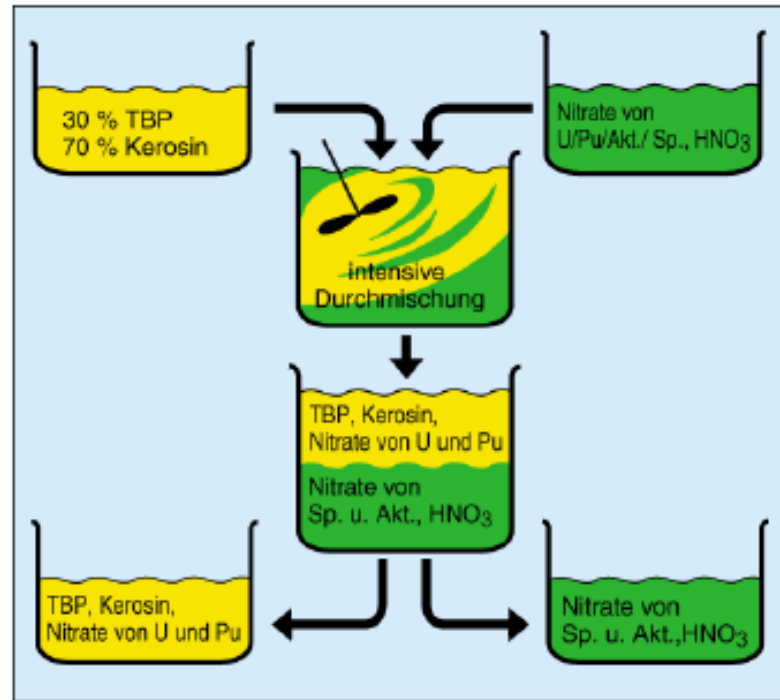 30 % TBP
70 % Kerosin
Nitrate von
U/Pu/Akt./ Sp., HNO₃
intensive
Durchmischung
TBP, Kerosin,
Nitrate von U und Pu
Nitrate von
Sp. u. Akt., HNO₃
TBP, Kerosin,
Nitrate von U und Pu
Nitrate von
Sp. u. Akt.,HNO₃